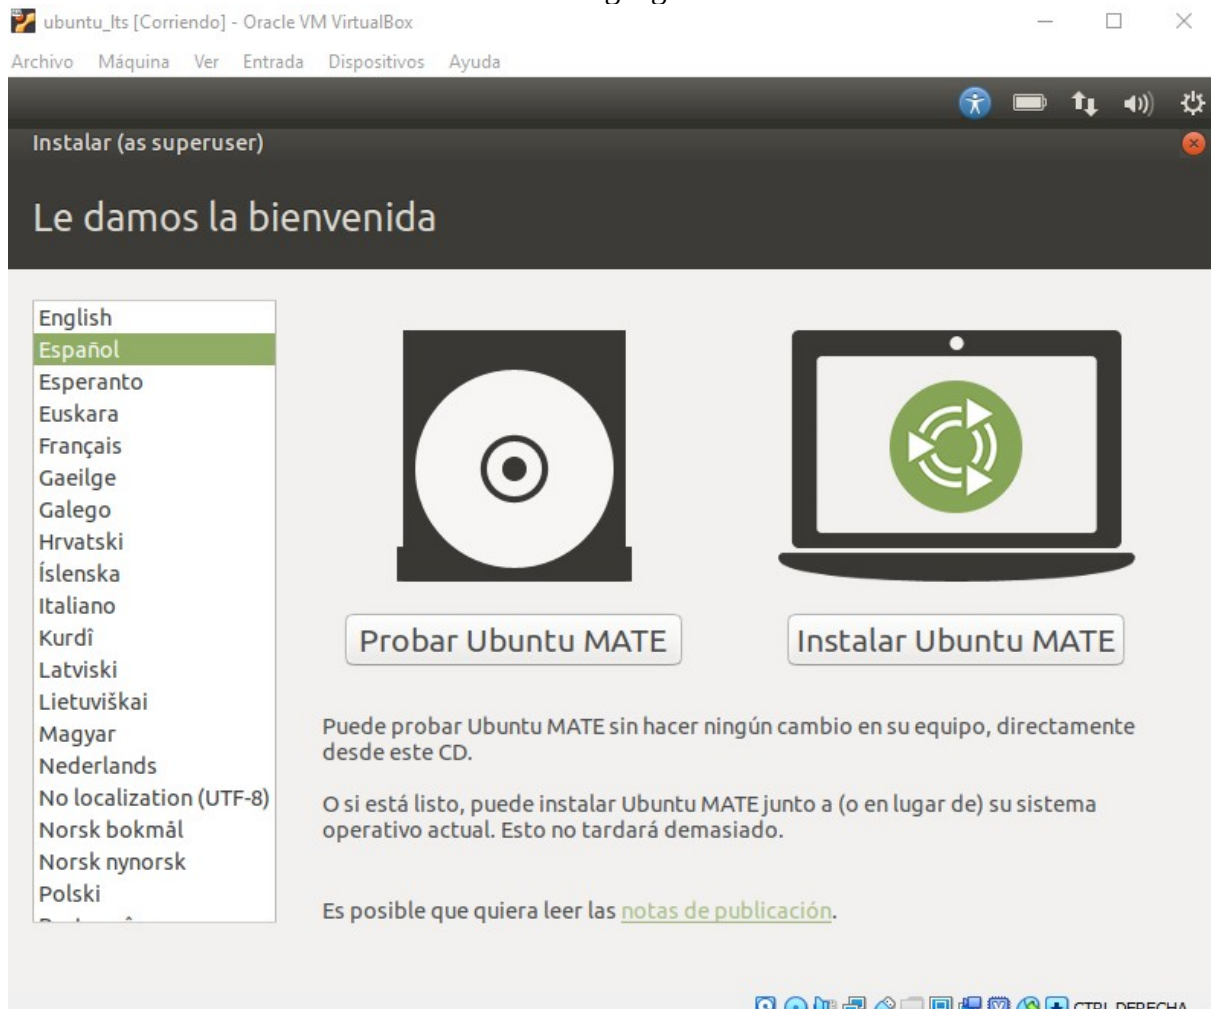 ubuntu_lts [Corriendo] - Oracle VM VirtualBox
Archivo Máquina Ver Entrada Dispositivos Ayuda
Instalar (as superuser)
Le damos la bienvenida
English
Español
Esperanto
Euskara
Français
Gaeilge
Galego
Hrvatski
Íslenska
Italiano
Kurdî
Latviski
Lietuviškai
Magyar
Nederlands
No localization (UTF-8)
Norsk bokmål
Norsk nynorsk
Polski
Probar Ubuntu MATE
Instalar Ubuntu MATE
Puede probar Ubuntu MATE sin hacer ningún cambio en su equipo, directamente
desde este CD.
O si está listo, puede instalar Ubuntu MATE junto a (o en lugar de) su sistema
operativo actual. Esto no tardará demasiado.
Es posible que quiera leer las notas de publicación.
CTRL DERECHA